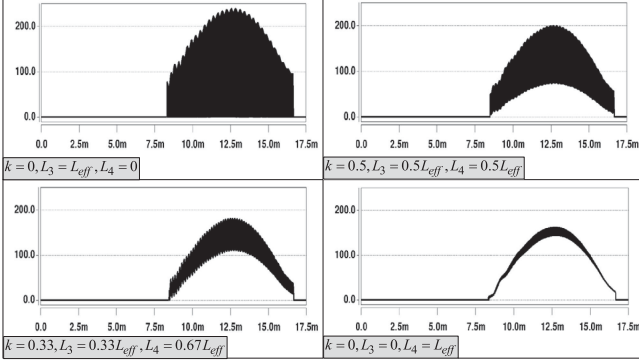 200.0
100.0
0.0
0.0 2.5m 5.0m 7.5m 10.0m 12.5m 15.0m 17.5m
k = 0, L3 = Leff, L4 = 0
200.0
100.0
0.0
0.0 2.5m 5.0m 7.5m 10.0m 12.5m 15.0m 17.5m
k = 0.5, L3 = 0.5Leff, L4 = 0.5Leff
200.0
100.0
0.0
0.0 2.5m 5.0m 7.5m 10.0m 12.5m 15.0m 17.5m
k = 0.33, L3 = 0.33Leff, L4 = 0.67Leff
200.0
100.0
0.0
0.0 2.5m 5.0m 7.5m 10.0m 12.5m 15.0m 17.5m
k = 0, L3 = 0, L4 = Leff